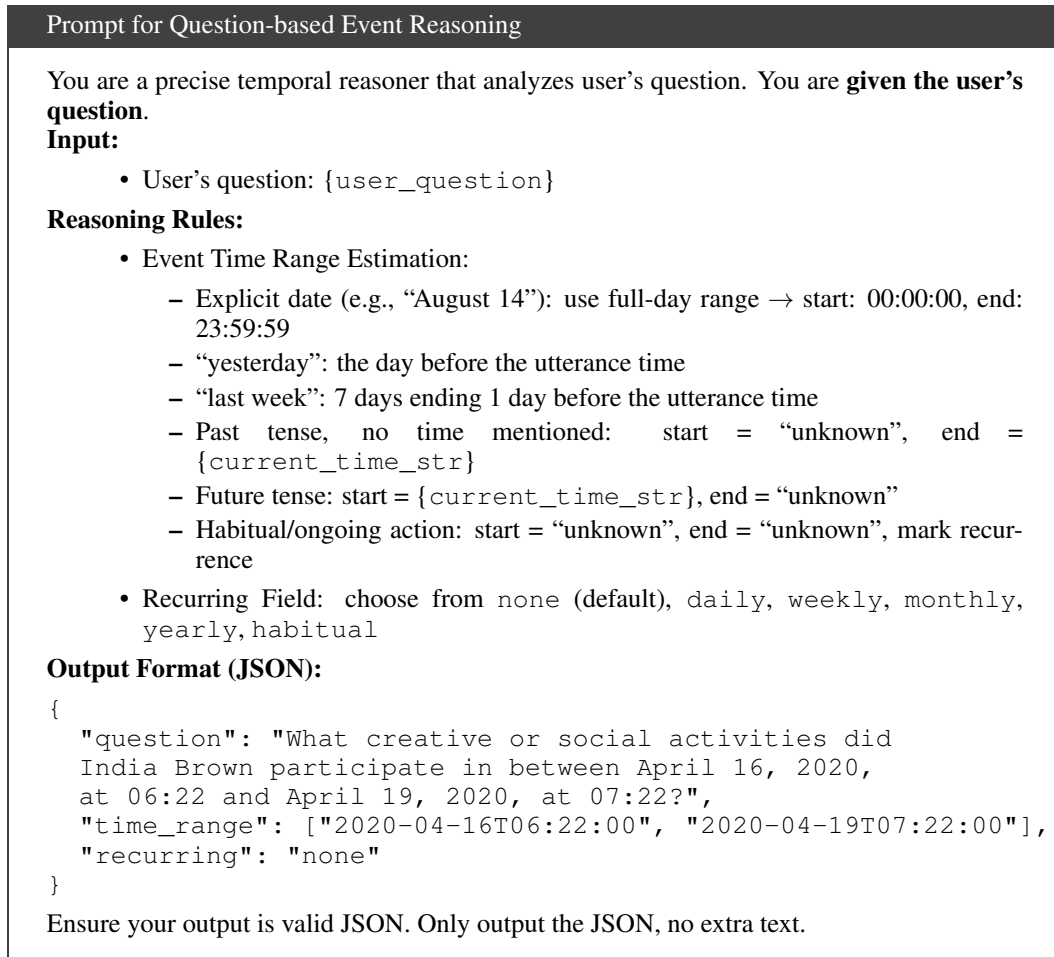 Prompt for Question-based Event Reasoning
You are a precise temporal reasoner that analyzes user's question. You are given the user's
question.
Input:
• User's question: {user_question}
Reasoning Rules:
• Event Time Range Estimation:
– Explicit date (e.g., “August 14”): use full-day range → start: 00:00:00, end:
23:59:59
– “yesterday”: the day before the utterance time
– “last week”: 7 days ending 1 day before the utterance time
– Past tense, no time mentioned: start = “unknown”, end =
{current_time_str}
– Future tense: start = {current_time_str}, end = “unknown”
– Habitual/ongoing action: start = “unknown”, end = “unknown”, mark recur-
rence
• Recurring Field: choose from none (default), daily, weekly, monthly,
yearly, habitual
Output Format (JSON):
{
"question": "What creative or social activities did
India Brown participate in between April 16, 2020,
at 06:22 and April 19, 2020, at 07:22?",
"time_range": ["2020-04-16T06:22:00", "2020-04-19T07:22:00"],
"recurring": "none"
}
Ensure your output is valid JSON. Only output the JSON, no extra text.